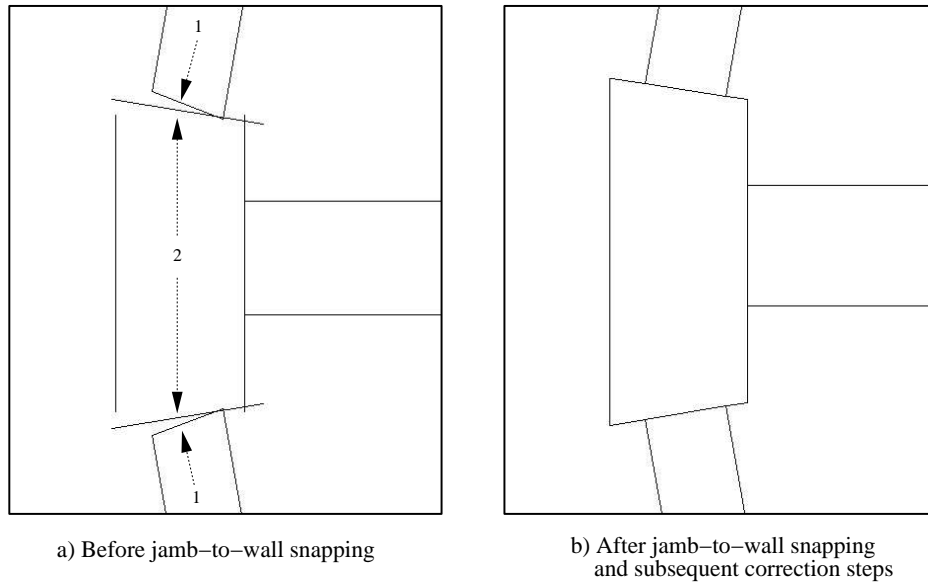 1
2
1
a) Before jamb−to−wall snapping
b) After jamb−to−wall snapping
and subsequent correction steps